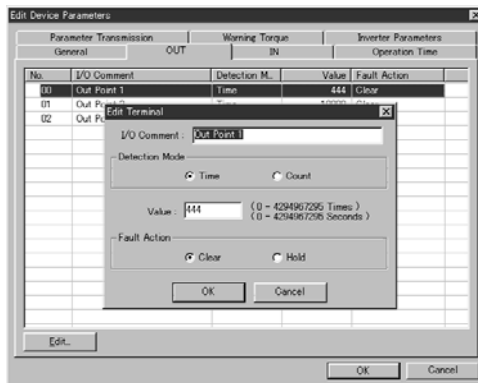 Edit Device Parameters
Parameter Transmission Warning Torque Inverter Parameters
General OUT IN Operation Time
No. I/O Comment Detection M.. Value Fault Action
00 Out Point 1 Time 444 Clear
01 Out
02 Out
Edit Terminal
I/O Comment : Out Point 1
Detection Mode
Time Count
Value : 444 ( 0 - 4294967295 Times )
( 0 - 4294967295 Seconds )
Fault Action
Clear Hold
OK Cancel
Edit...
OK Cancel